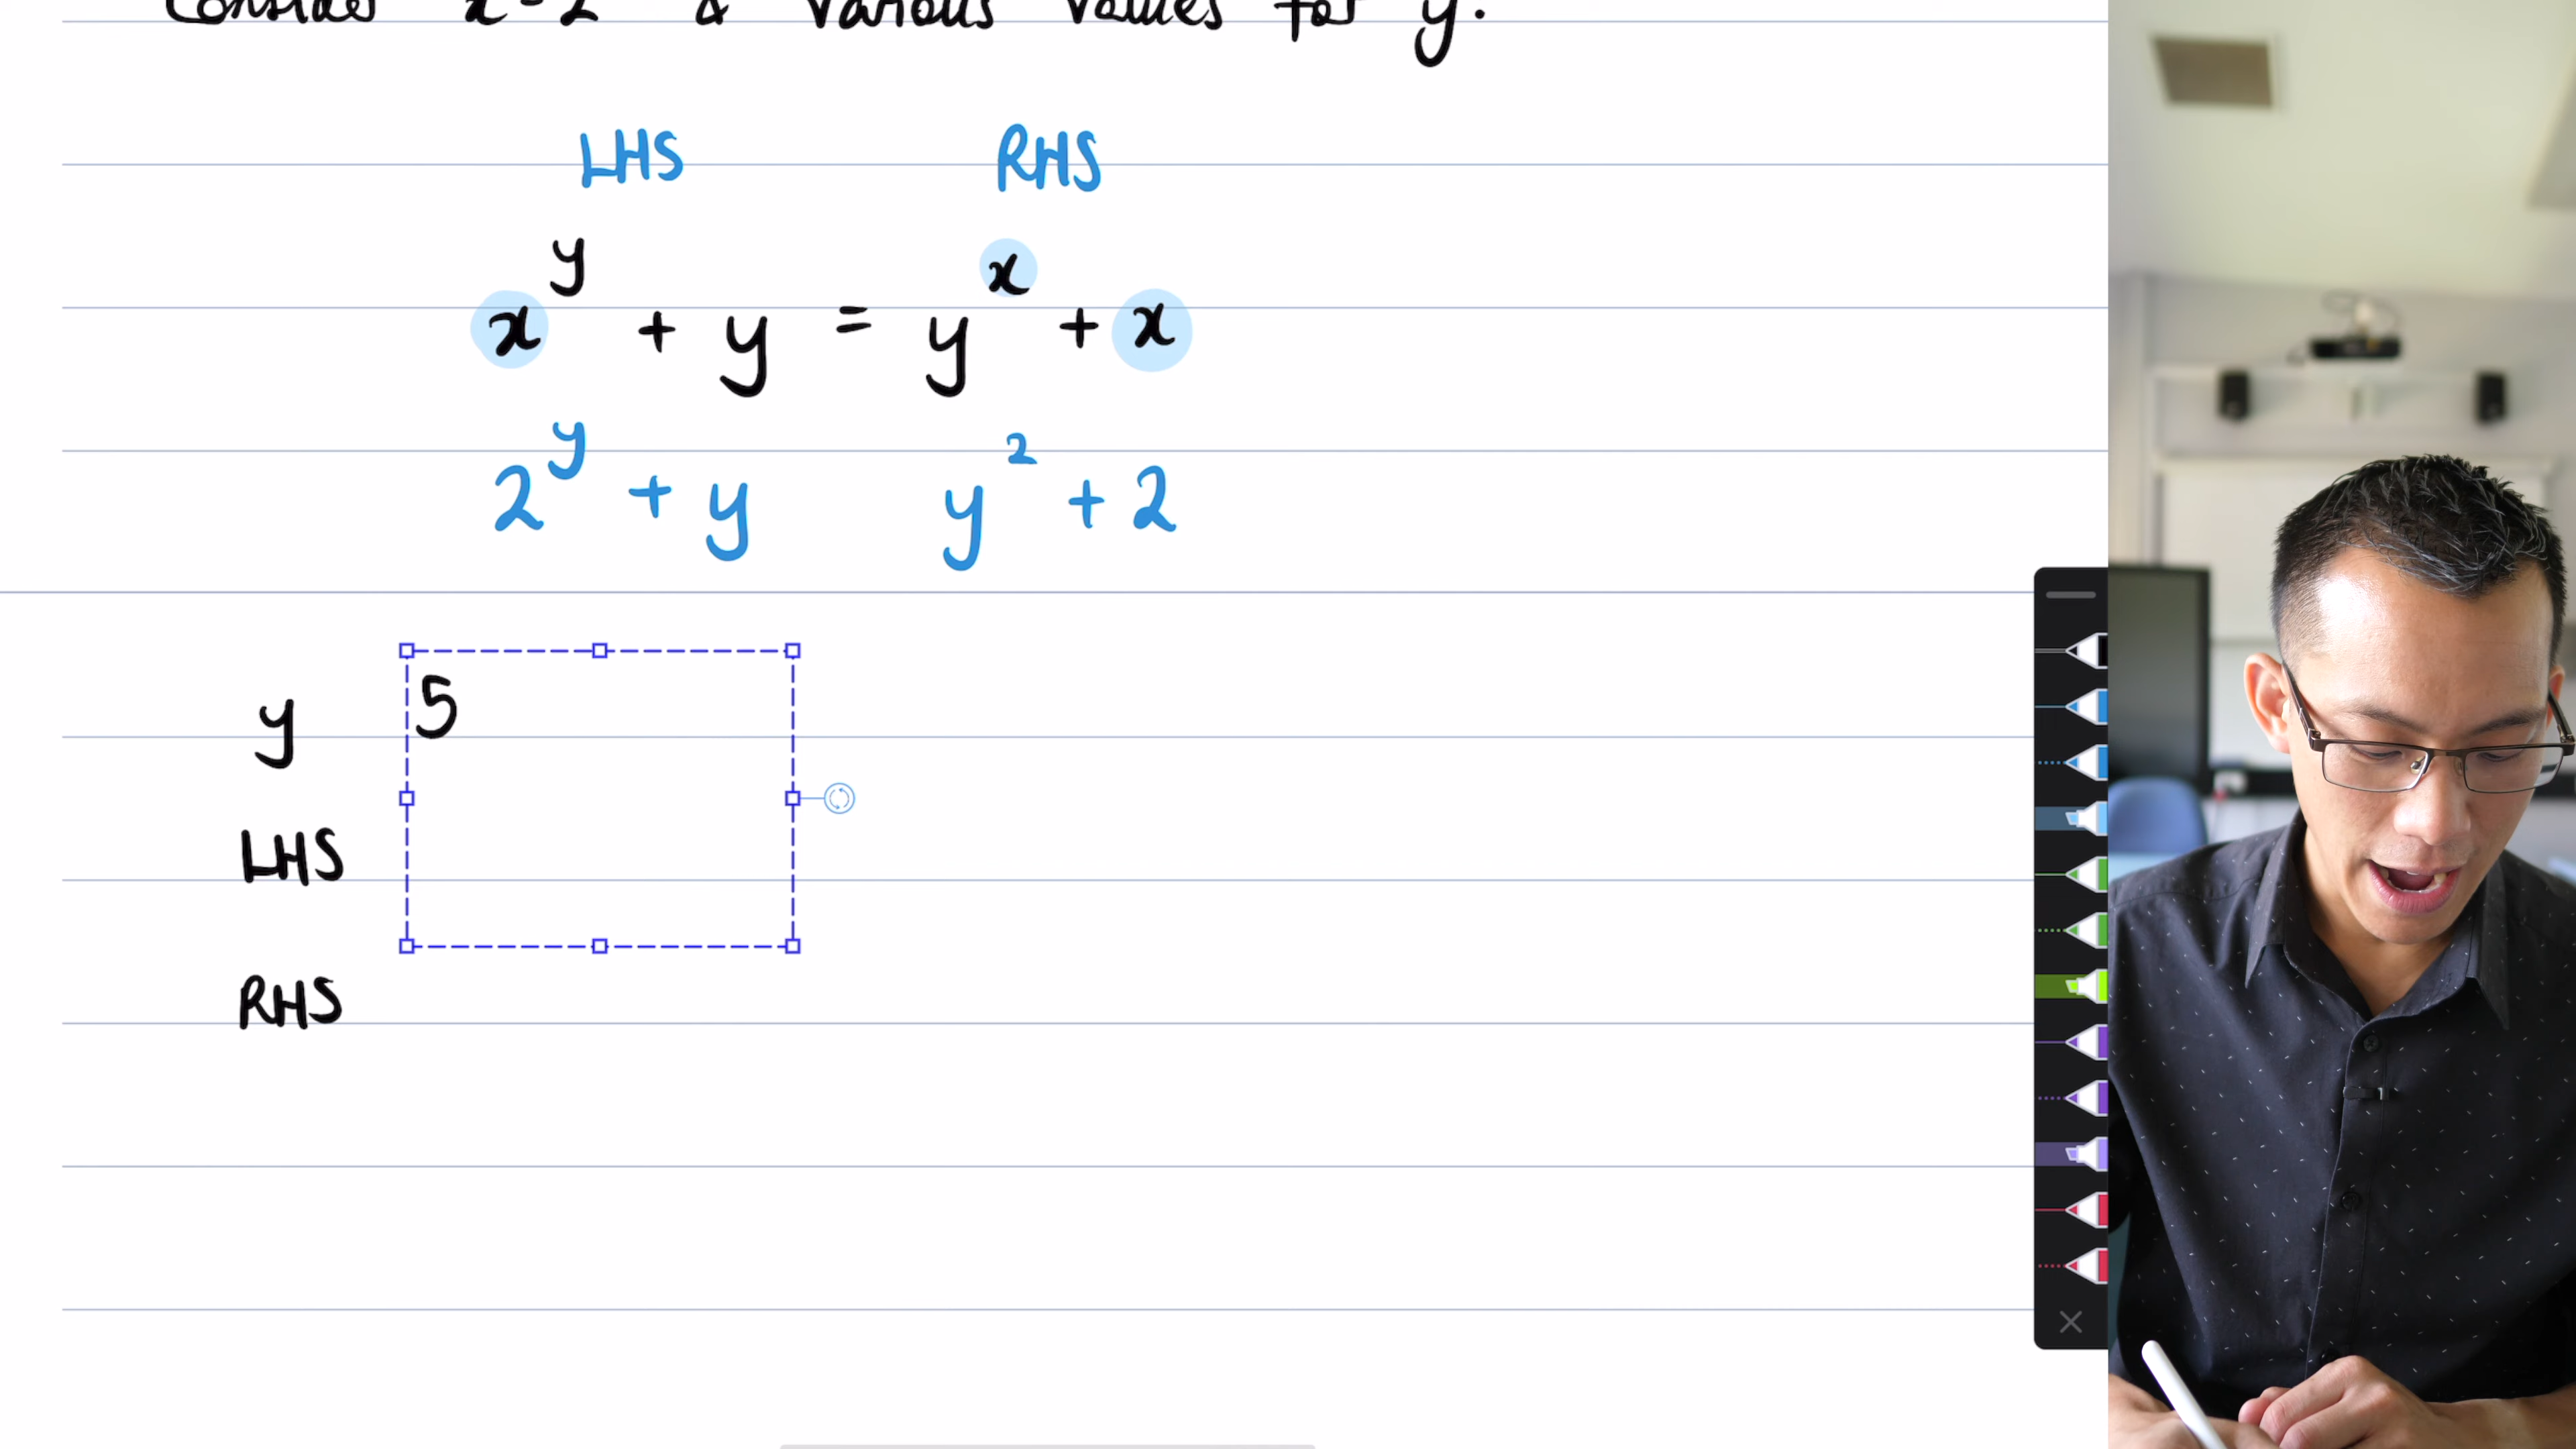 Consider x=2 & various values for y.
LHS RHS
x^y + y = y^x + x
2^y + y y^2 + 2
y 5
LHS
RHS